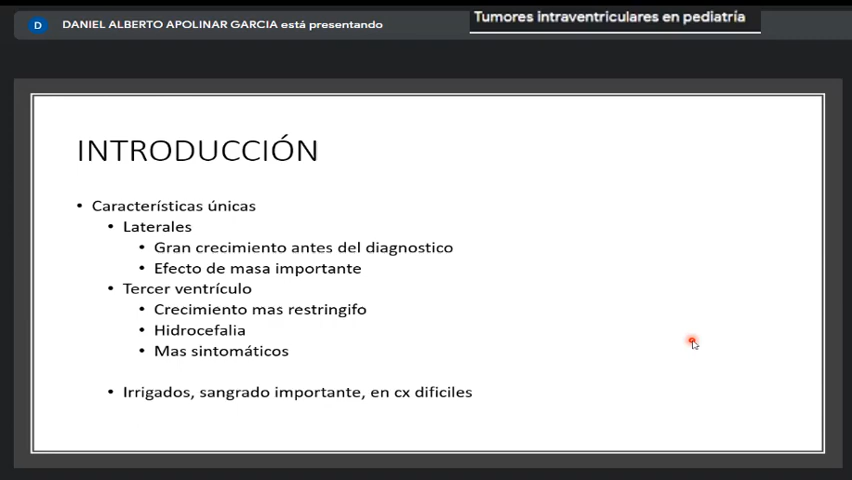 D DANIEL ALBERTO APOLINAR GARCIA está presentando
Tumores intraventriculares en pediatría
INTRODUCCIÓN
• Características únicas
• Laterales
• Gran crecimiento antes del diagnostico
• Efecto de masa importante
• Tercer ventrículo
• Crecimiento mas restringifo
• Hidrocefalia
• Mas sintomáticos
• Irrigados, sangrado importante, en cx dificiles